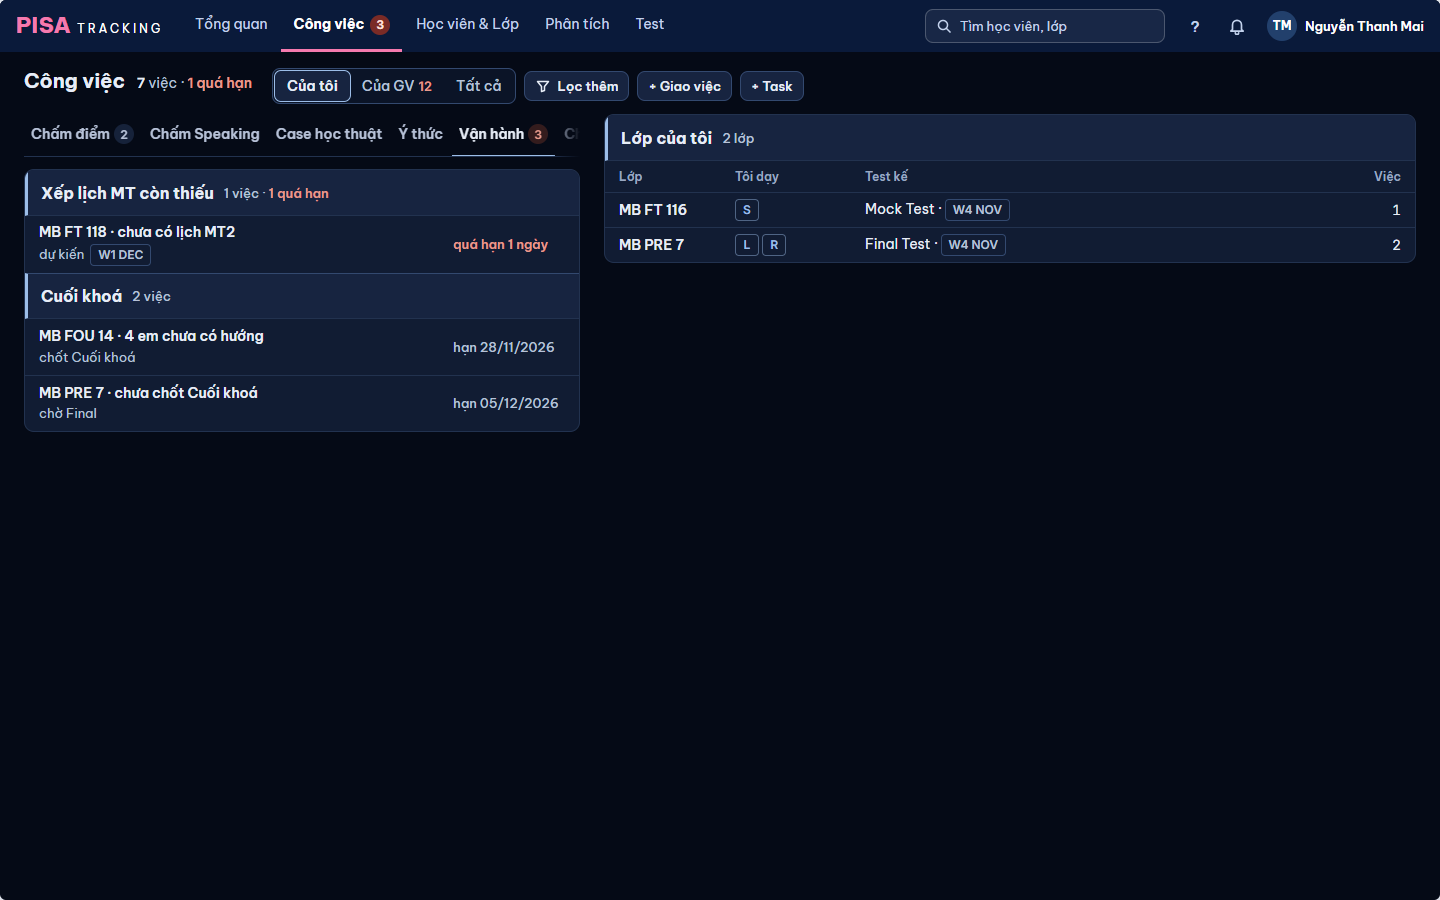 PISA TRACKING
Tổng quan
Công việc 3
Học viên & Lớp
Phân tích
Test
Tìm học viên, lớp
?
TM Nguyễn Thanh Mai
Công việc 7 việc · 1 quá hạn
Của tôi
Của GV 12
Tất cả
Lọc thêm
+ Giao việc
+ Task
Chấm điểm 2
Chấm Speaking
Case học thuật
Ý thức
Vận hành 3
Xếp lịch MT còn thiếu 1 việc · 1 quá hạn
MB FT 118 · chưa có lịch MT2
dự kiến W1 DEC
quá hạn 1 ngày
Cuối khoá 2 việc
MB FOU 14 · 4 em chưa có hướng
chốt Cuối khoá
hạn 28/11/2026
MB PRE 7 · chưa chốt Cuối khoá
chờ Final
hạn 05/12/2026
Lớp của tôi 2 lớp
Lớp Tôi dạy Test kế Việc
MB FT 116 S Mock Test · W4 NOV 1
MB PRE 7 L R Final Test · W4 NOV 2